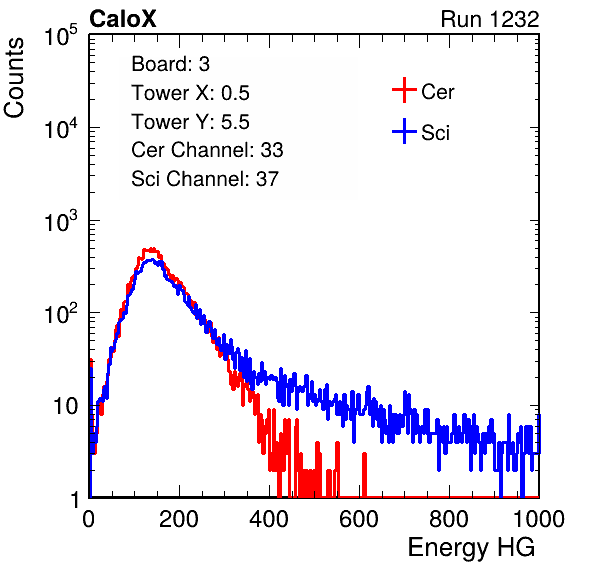 CaloX Run 1232
Counts
Board: 3
Tower X: 0.5
Tower Y: 5.5
Cer Channel: 33
Sci Channel: 37
Cer
Sci
10^5
10^4
10^3
10^2
10
1
0 200 400 600 800 1000
Energy HG